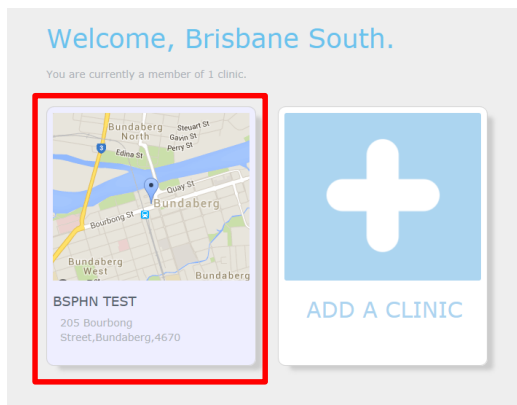 Welcome, Brisbane South.
You are currently a member of 1 clinic.
Bundaberg
North
Steuart St
Gavin St
Perry St
3
Edina St
Quay St
Bundaberg
Bourbong St
Bundaberg
West
Bundaberg
BSPHN TEST
205 Bourbong
Street,Bundaberg,4670
ADD A CLINIC